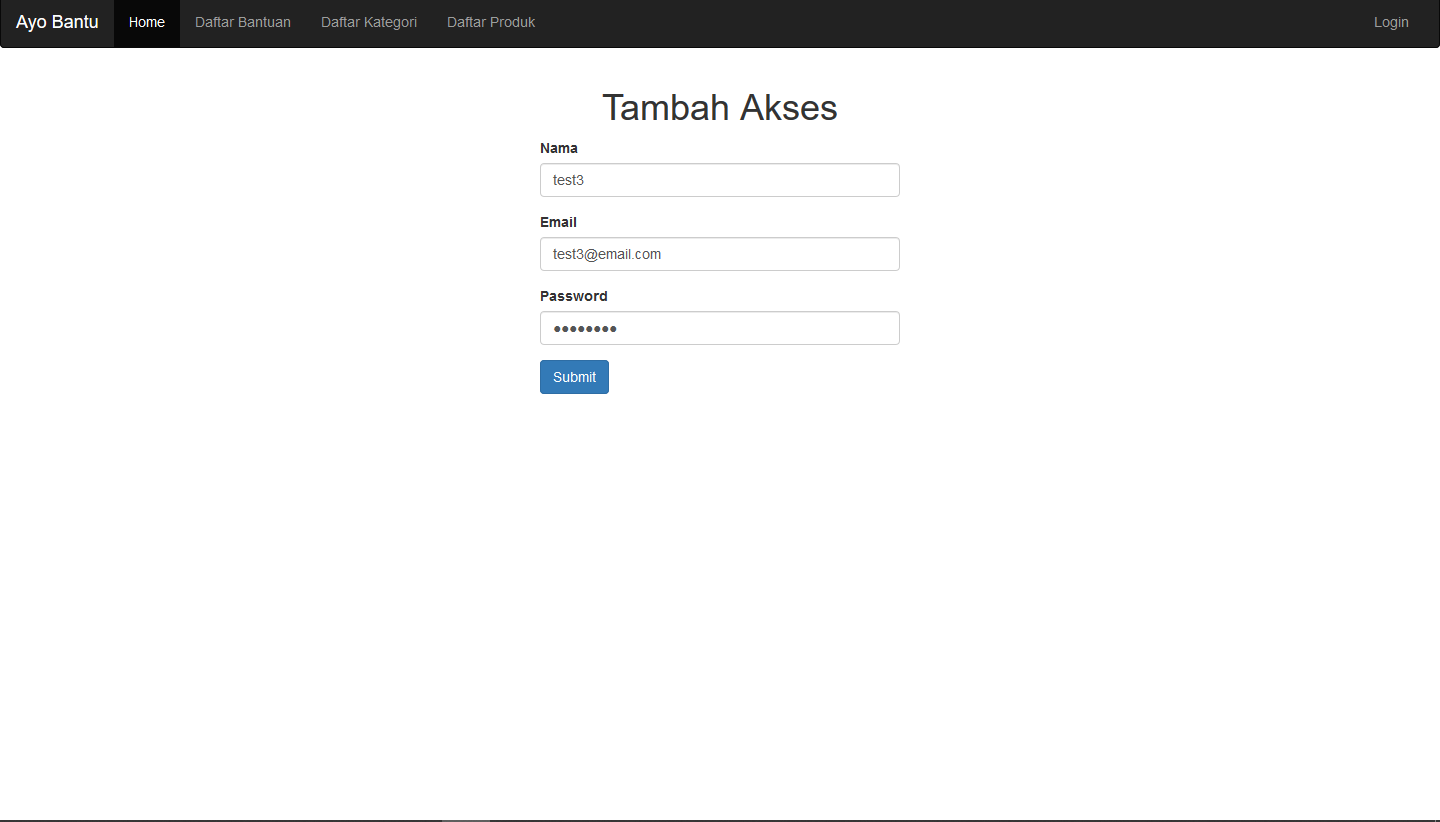 Ayo Bantu Home Daftar Bantuan Daftar Kategori Daftar Produk Login
Tambah Akses
Nama
test3
Email
test3@email.com
Password
●●●●●●●●
Submit